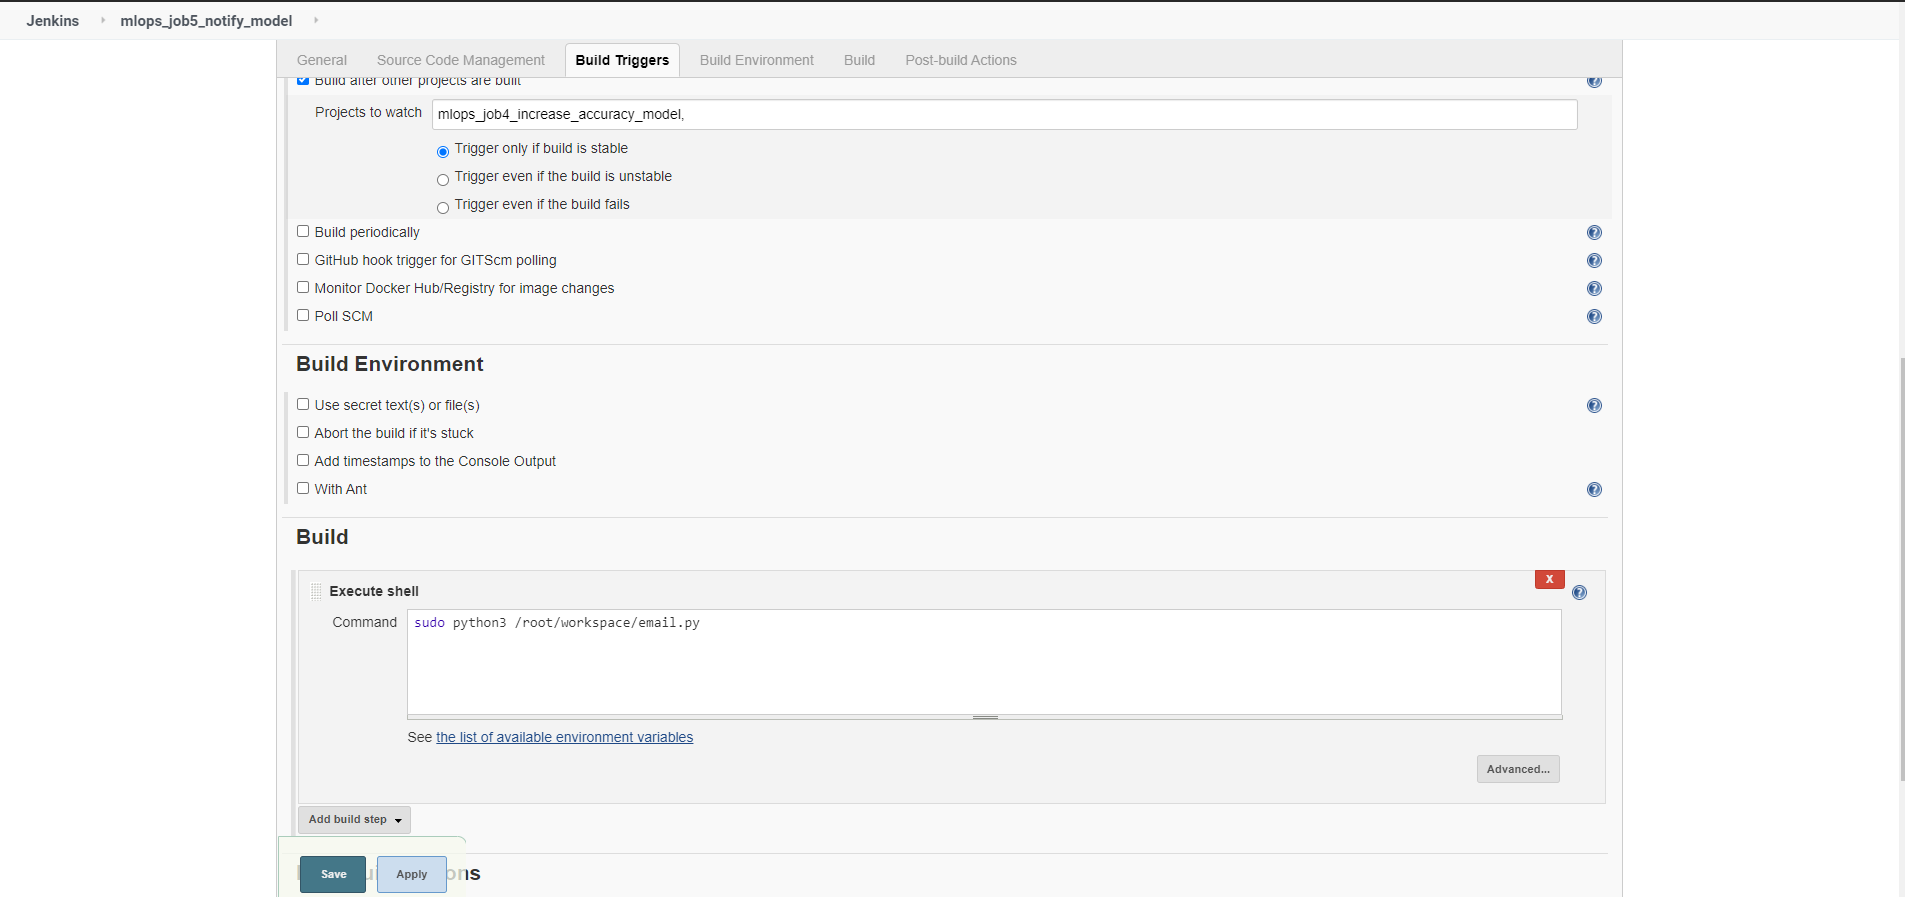 Jenkins mlops_job5_notify_model
General Source Code Management Build Triggers Build Environment Build Post-build Actions
Build after other projects are built
Projects to watch mlops_job4_increase_accuracy_model,
Trigger only if build is stable
Trigger even if the build is unstable
Trigger even if the build fails
Build periodically
GitHub hook trigger for GITScm polling
Monitor Docker Hub/Registry for image changes
Poll SCM
Build Environment
Use secret text(s) or file(s)
Abort the build if it's stuck
Add timestamps to the Console Output
With Ant
Build
X
Execute shell
Command sudo python3 /root/workspace/email.py
See the list of available environment variables
Advanced...
Add build step
Save Apply ons